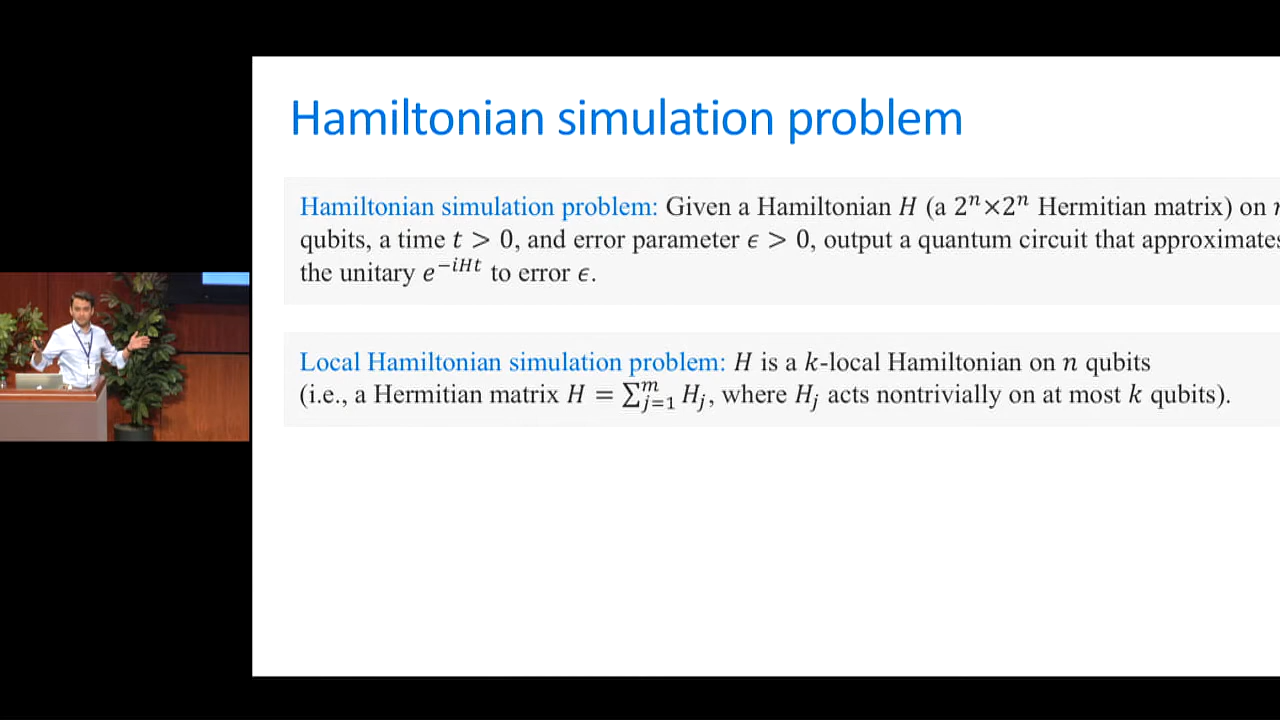 Hamiltonian simulation problem
Hamiltonian simulation problem: Given a Hamiltonian H (a 2ⁿ×2ⁿ Hermitian matrix) on
qubits, a time t > 0, and error parameter ϵ > 0, output a quantum circuit that approximates
the unitary e^{−iHt} to error ϵ.
Local Hamiltonian simulation problem: H is a k-local Hamiltonian on n qubits
(i.e., a Hermitian matrix H = ∑_{j=1}^{m} H_j, where H_j acts nontrivially on at most k qubits).